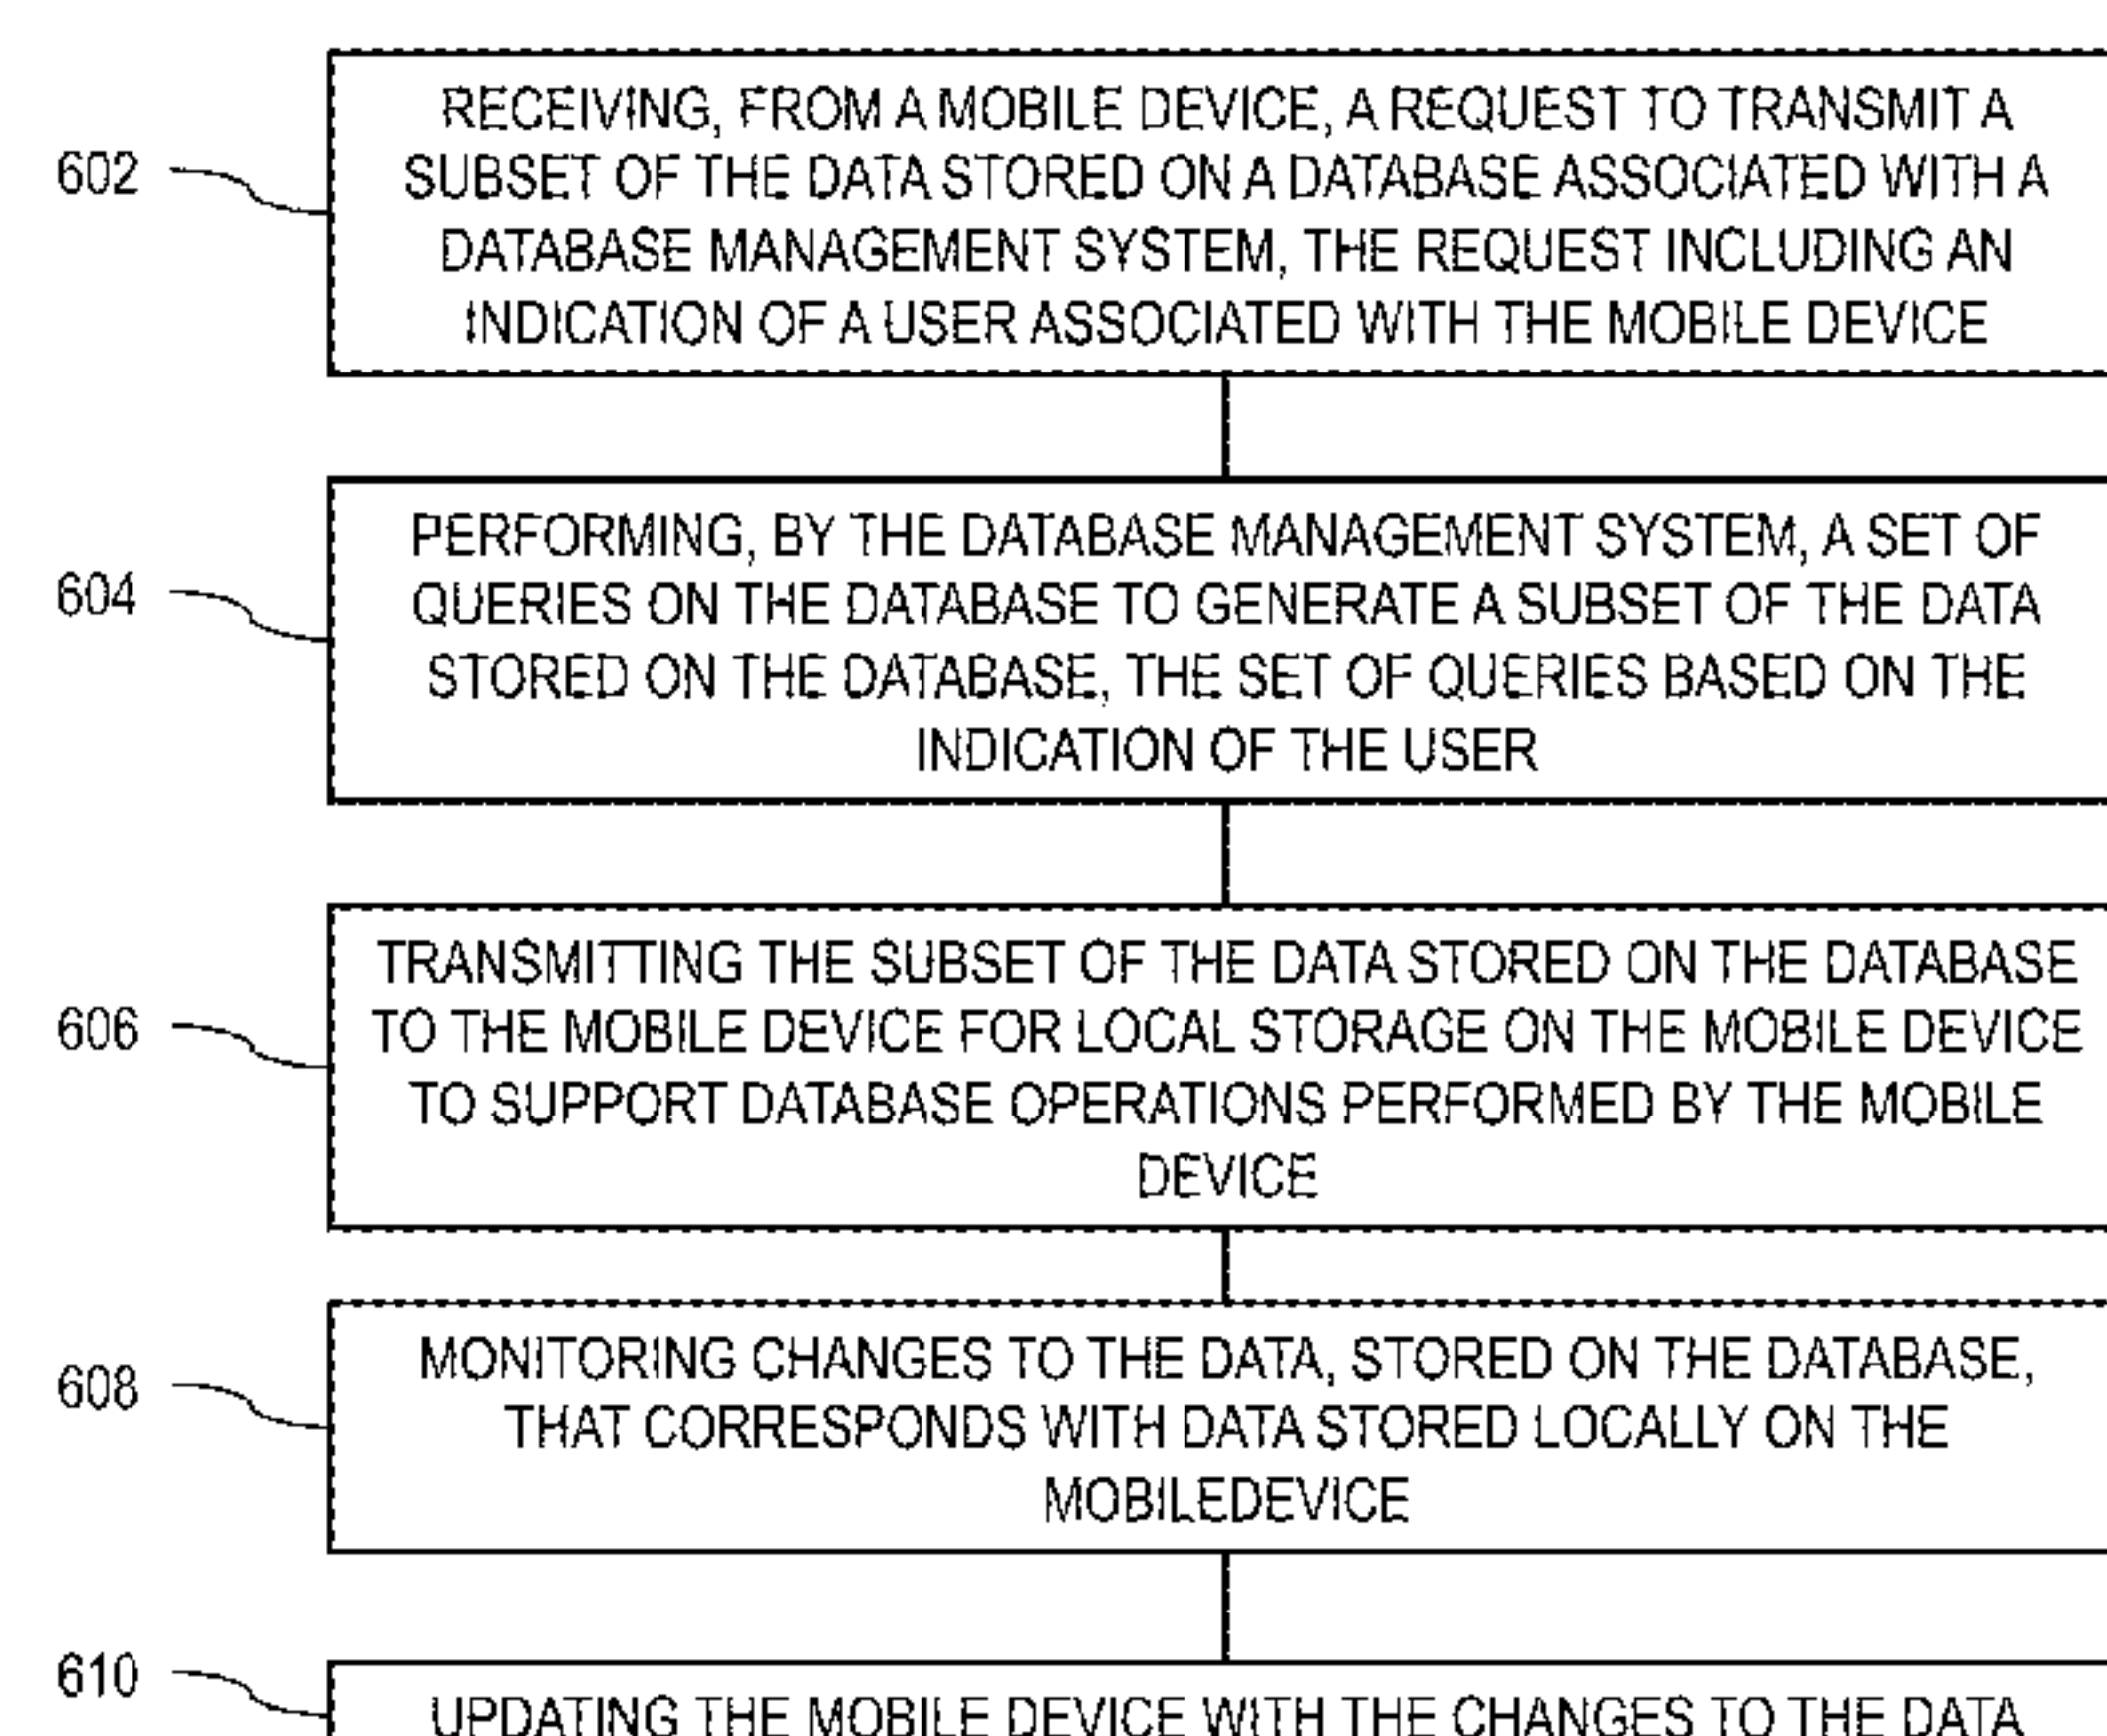 602
RECEIVING, FROM A MOBILE DEVICE, A REQUEST TO TRANSMIT A
SUBSET OF THE DATA STORED ON A DATABASE ASSOCIATED WITH A
DATABASE MANAGEMENT SYSTEM, THE REQUEST INCLUDING AN
INDICATION OF A USER ASSOCIATED WITH THE MOBILE DEVICE
604
PERFORMING, BY THE DATABASE MANAGEMENT SYSTEM, A SET OF
QUERIES ON THE DATABASE TO GENERATE A SUBSET OF THE DATA
STORED ON THE DATABASE, THE SET OF QUERIES BASED ON THE
INDICATION OF THE USER
606
TRANSMITTING THE SUBSET OF THE DATA STORED ON THE DATABASE
TO THE MOBILE DEVICE FOR LOCAL STORAGE ON THE MOBILE DEVICE
TO SUPPORT DATABASE OPERATIONS PERFORMED BY THE MOBILE
DEVICE
608
MONITORING CHANGES TO THE DATA, STORED ON THE DATABASE,
THAT CORRESPONDS WITH DATA STORED LOCALLY ON THE
MOBILEDEVICE
610
UPDATING THE MOBILE DEVICE WITH THE CHANGES TO THE DATA